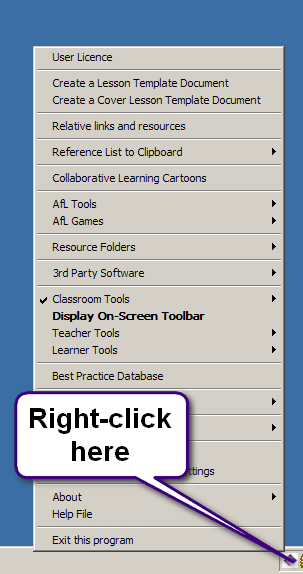 User Licence
Create a Lesson Template Document
Create a Cover Lesson Template Document
Relative links and resources
Reference List to Clipboard
Collaborative Learning Cartoons
AfL Tools
AfL Games
Resource Folders
3rd Party Software
Classroom Tools
Display On-Screen Toolbar
Teacher Tools
Learner Tools
Best Practice Database
Right-click
here
About
Help File
Exit this program